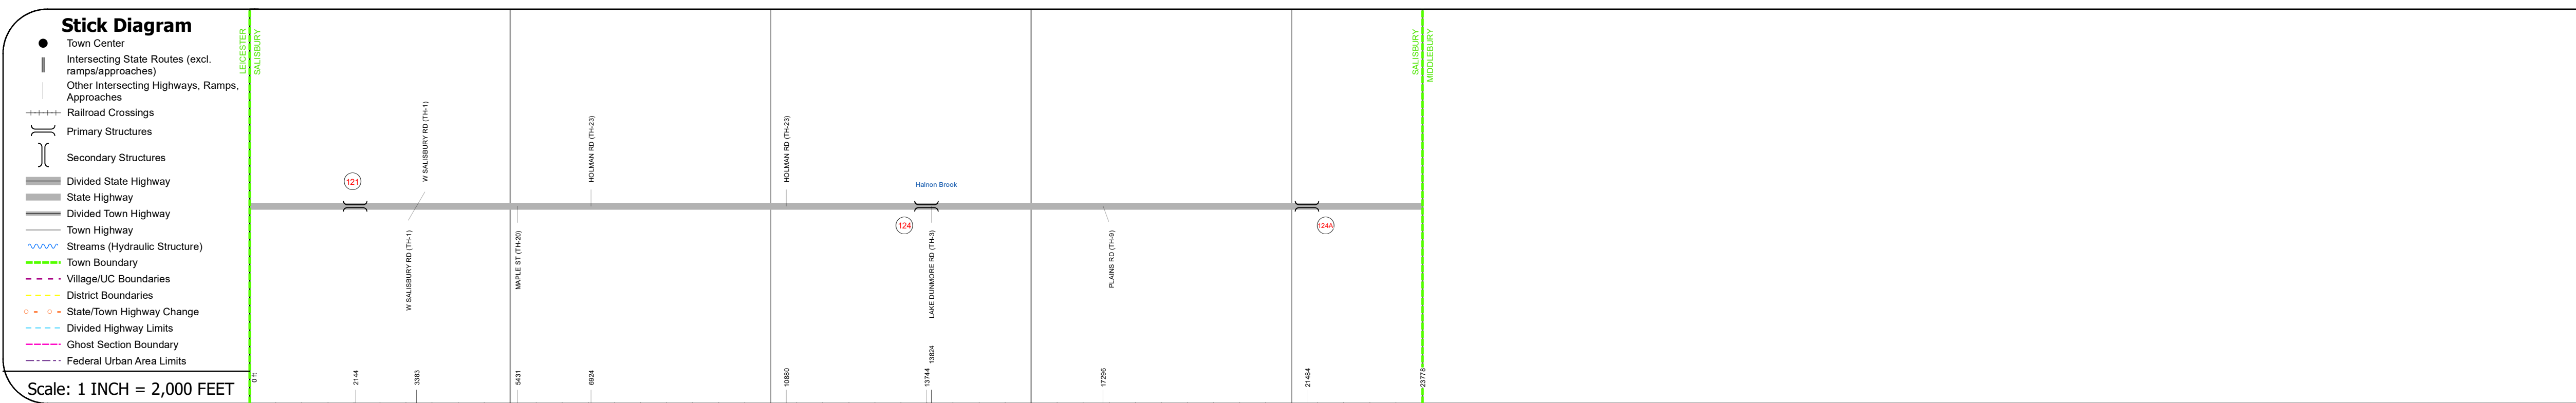 Stick Diagram
Town Center
Intersecting State Routes (excl.
ramps/approaches)
Other Intersecting Highways, Ramps,
Approaches
Railroad Crossings
Primary Structures
Secondary Structures
Divided State Highway
State Highway
Divided Town Highway
Town Highway
Streams (Hydraulic Structure)
Town Boundary
Village/UC Boundaries
District Boundaries
State/Town Highway Change
Divided Highway Limits
Ghost Section Boundary
Federal Urban Area Limits
Scale: 1 INCH = 2,000 FEET
LEICESTER
SALISBURY
SALISBURY
MIDDLEBURY
W SALISBURY RD (TH-1)
HOLMAN RD (TH-23)
HOLMAN RD (TH-23)
121
Halnon Brook
124
124A
W SALISBURY RD (TH-1)
MAPLE ST (TH-20)
LAKE DUNMORE RD (TH-3)
PLAINS RD (TH-9)
0 ft
2144
3383
5431
6924
10880
13744
13824
17296
21484
23778